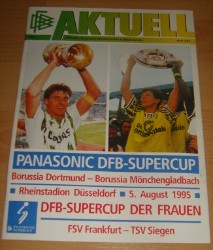 DFB
AKTUELL
PANASONIC DFB-SUPERCUP
Borussia Dortmund – Borussia Mönchengladbach
Rheinstadion Düsseldorf • 5. August 1995
DFB-SUPERCUP DER FRAUEN
FSV Frankfurt – TSV Siegen